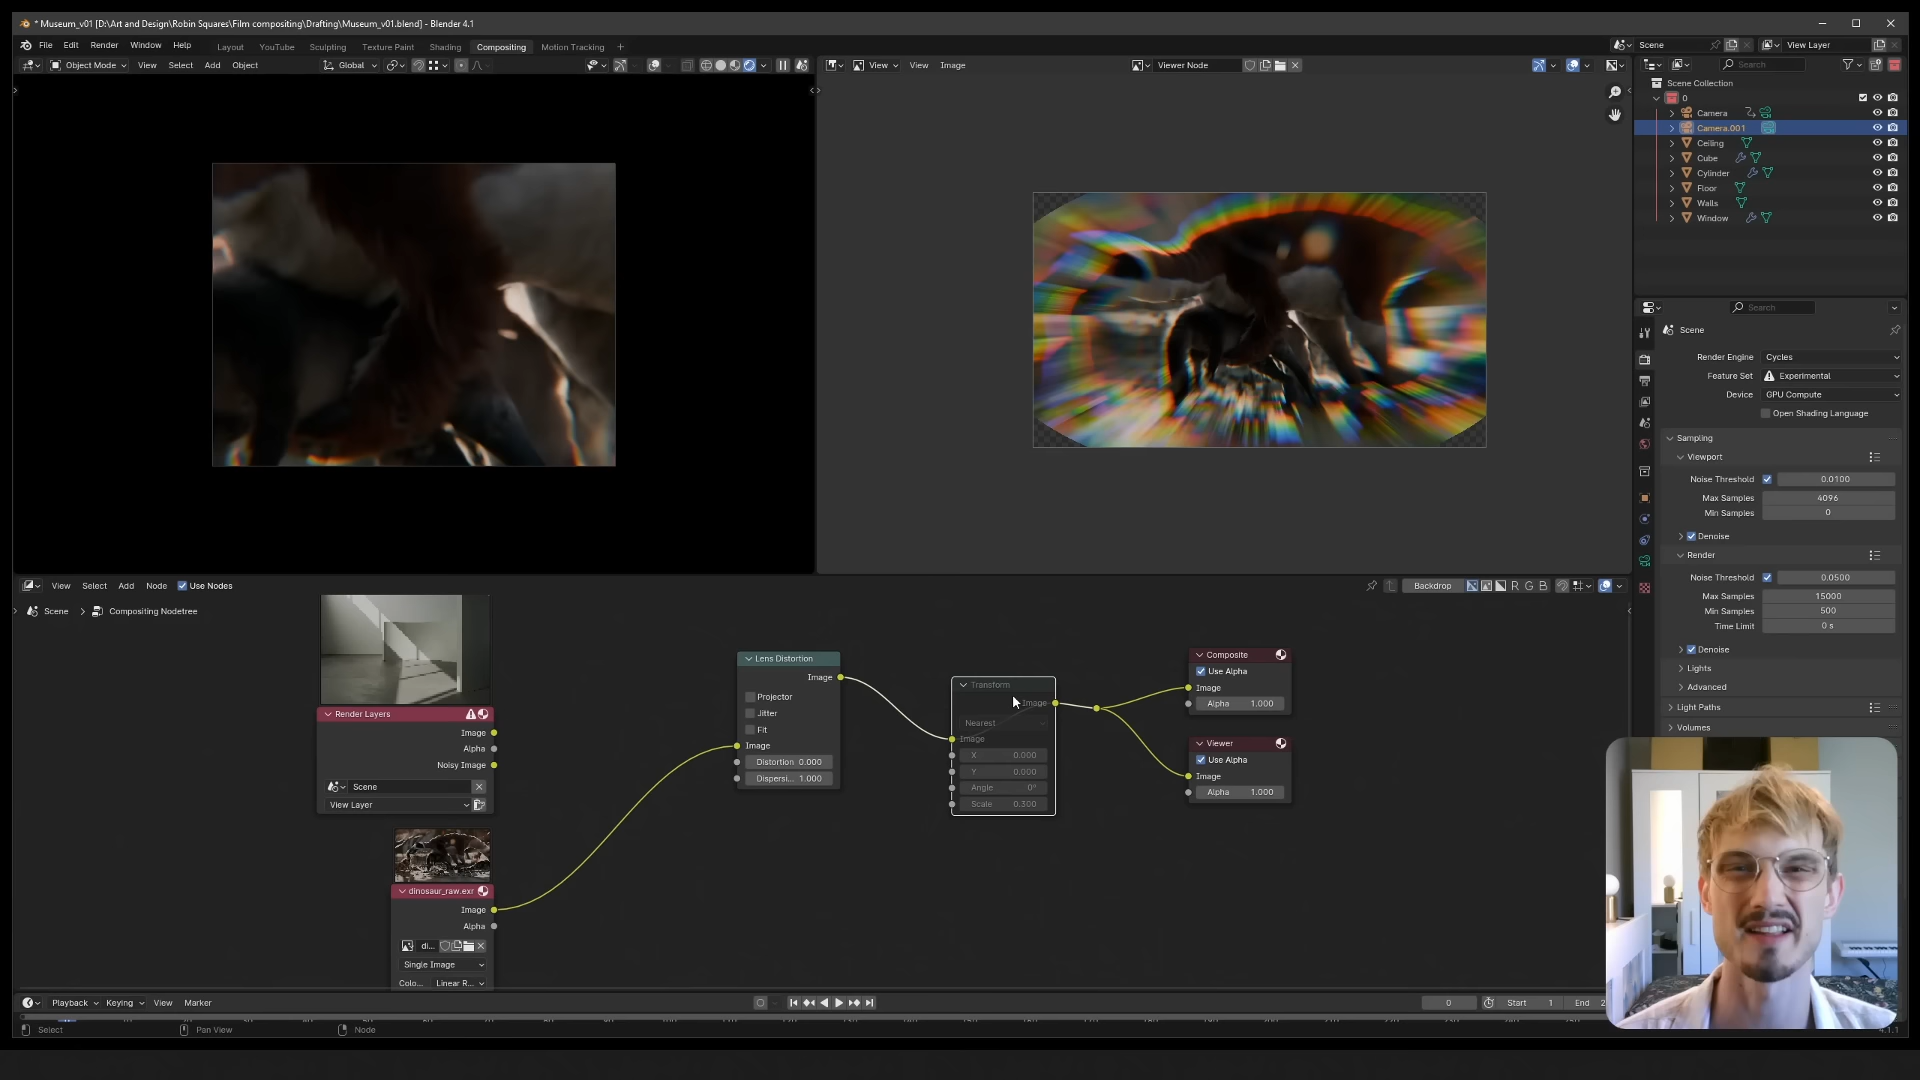 * Museum_v01 [D:\Art and Design\Robin Squares\Film compositing\Drafting\Museum_v01.blend] - Blender 4.1
File Edit Render Window Help Layout YouTube Sculpting Texture Paint Shading Compositing Motion Tracking + Scene View Layer
Object Mode View Select Add Object Global View View Image Viewer Node Search
Scene Collection
0
Camera
Camera.001
Ceiling
Cube
Cylinder
Floor
Walls
Window
Search
Scene
Render Engine Cycles
Feature Set Experimental
Device GPU Compute
Open Shading Language
Sampling
Viewport
Noise Threshold 0.0100
Max Samples 4096
Min Samples 0
Denoise
Render
Noise Threshold 0.0500
Max Samples 15000
Min Samples 500
Time Limit 0 s
Denoise
Lights
Advanced
Light Paths
Volumes
View Select Add Node Use Nodes Backdrop R G B
Scene > Compositing Nodetree
Render Layers
Image
Alpha
Noisy Image
Scene
View Layer
dinosaur_raw.exr
Image
Alpha
di...
Single Image
Colo... Linear R...
Lens Distortion
Image
Projector
Jitter
Fit
Image
Distortion 0.000
Dispersi... 1.000
Transform
Image
Nearest
Image
X 0.000
Y 0.000
Angle 0°
Scale 0.300
Composite
Use Alpha
Image
Alpha 1.000
Viewer
Use Alpha
Image
Alpha 1.000
Playback Keying View Marker 0 Start 1 End 2
Select Pan View Node 4.1.1